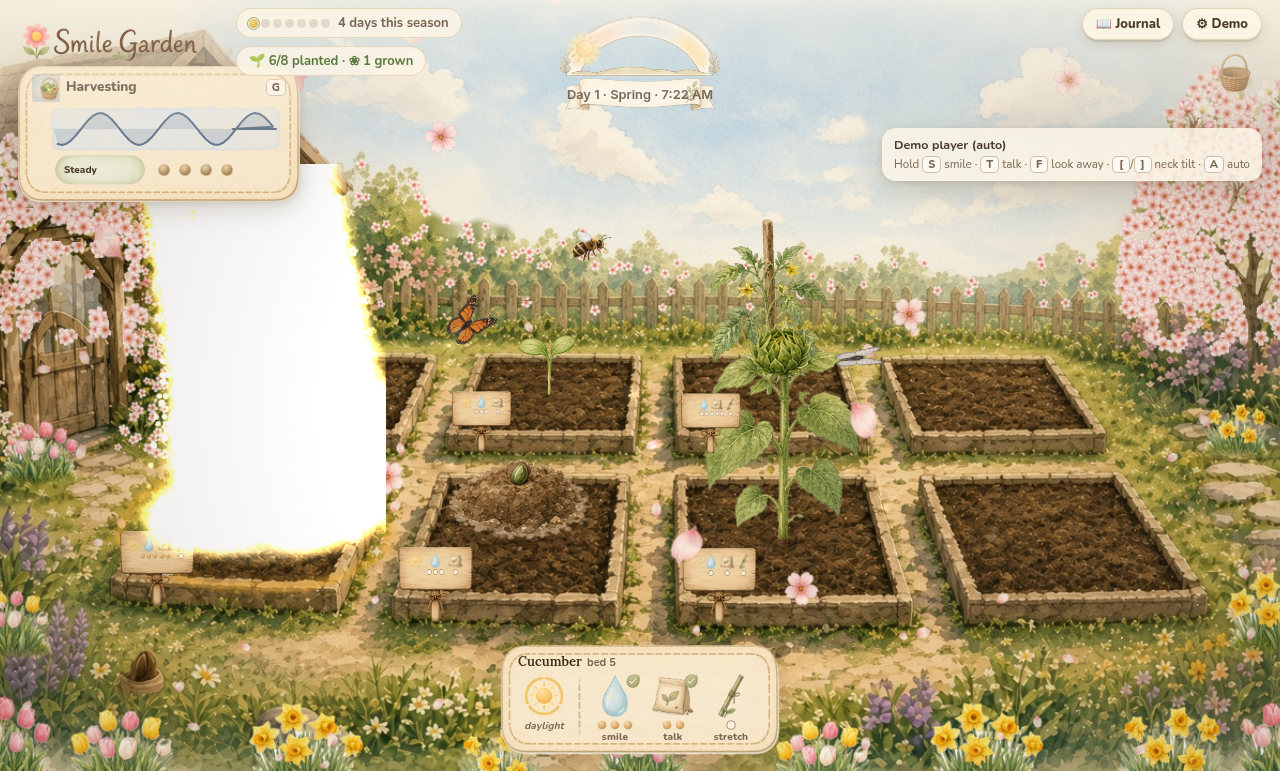 Smile Garden
4 days this season
6/8 planted · 1 grown
Harvesting
G
Steady
Day 1 · Spring · 7:22 AM
Journal
Demo
Demo player (auto)
Hold S smile · T talk · F look away · [ / ] neck tilt · A auto
Cucumber bed 5
daylight
smile
talk
stretch